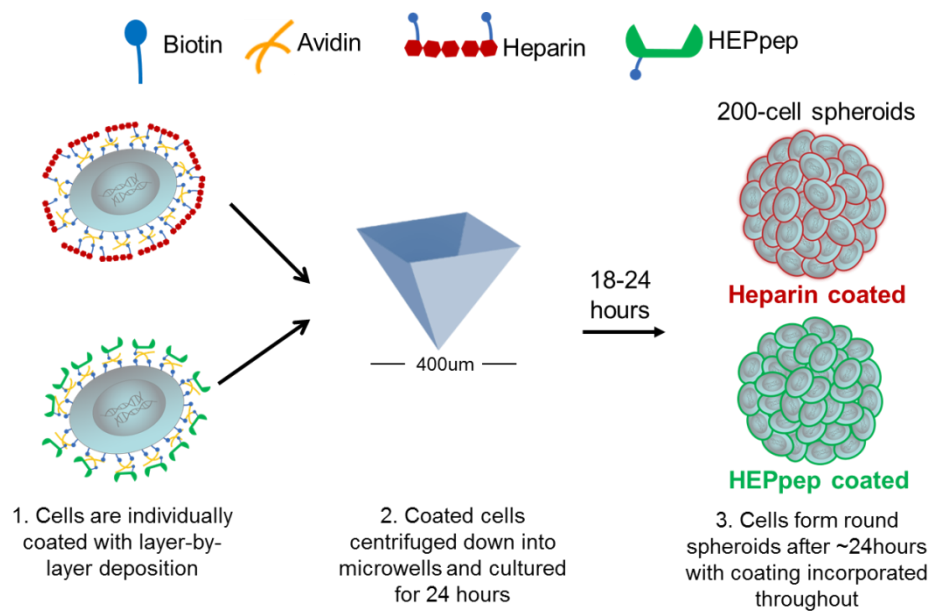 Biotin
Avidin
Heparin
HEPpep
200-cell spheroids
Heparin coated
18-24
hours
400um
HEPpep coated
1. Cells are individually
coated with layer-by-
layer deposition
2. Coated cells
centrifuged down into
microwells and cultured
for 24 hours
3. Cells form round
spheroids after ~24hours
with coating incorporated
throughout